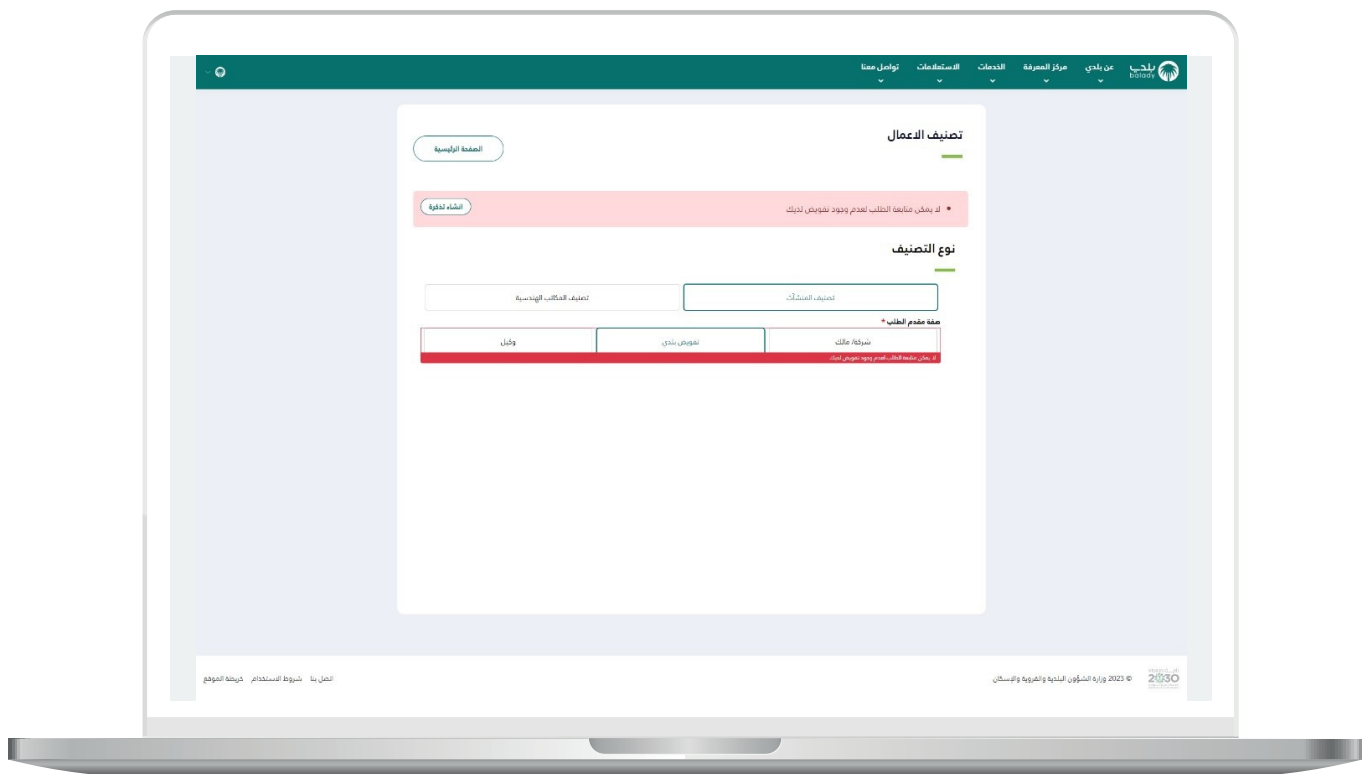 بلدي
balady
عن بلدي
مركز المعرفة
الخدمات
الاستعلامات
تواصل معنا
تصنيف الاعمال
الصفحة الرئيسية
لا يمكن متابعة الطلب لعدم وجود تفويض لديك
انشاء تذكرة
نوع التصنيف
تصنيف المنشآت
تصنيف المكاتب الهندسية
صفة مقدم الطلب *
شركة/ مالك
تفويض بلدي
وكيل
لا يمكن متابعة الطلب لعدم وجود تفويض لديك
2030
© 2023 وزارة الشؤون البلدية والقروية والإسكان
اتصل بنا شروط الاستخدام خريطة الموقع